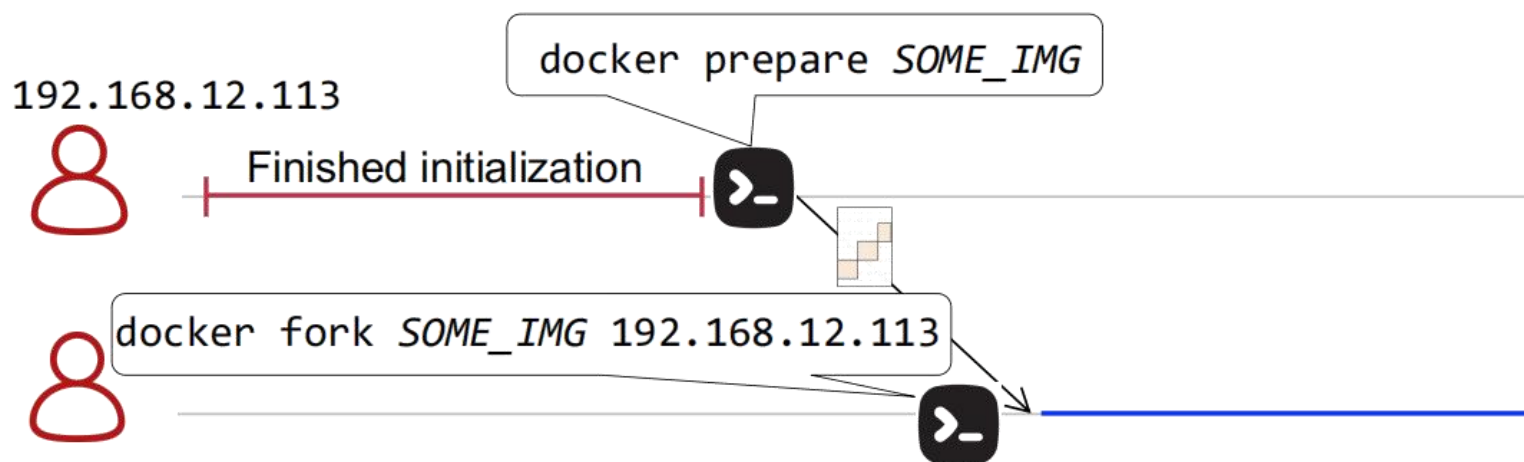 docker prepare SOME_IMG
192.168.12.113
Finished initialization
docker fork SOME_IMG 192.168.12.113